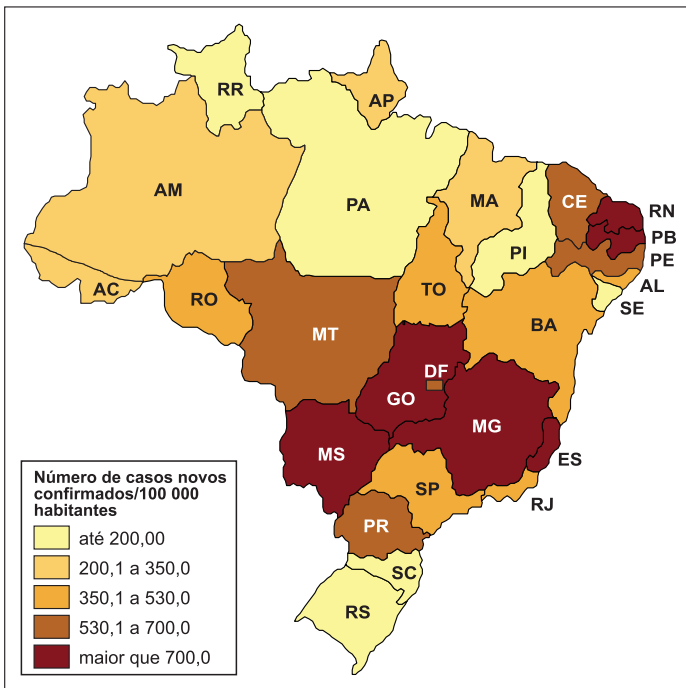 RR
AP
AM
PA
MA
CE
RN
PB
PI
PE
AC
RO
TO
AL
SE
BA
MT
DF
GO
MG
MS
ES
SP
RJ
PR
SC
RS
Número de casos novos
confirmados/100 000
habitantes
até 200,00
200,1 a 350,0
350,1 a 530,0
530,1 a 700,0
maior que 700,0